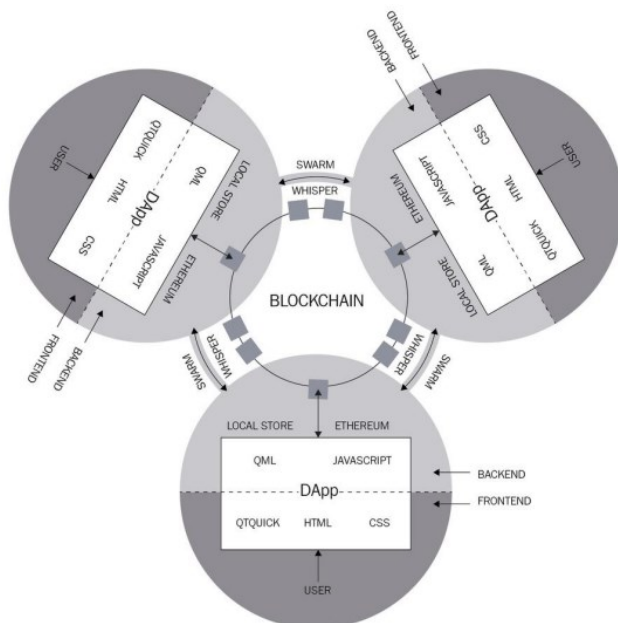 FRONTEND
BACKEND
USER
QTQUICK
HTML
CSS
DApp
QML
JAVASCRIPT
LOCAL STORE
ETHEREUM
FRONTEND
BACKEND
SWARM
WHISPER
BACKEND
FRONTEND
USER
CSS
HTML
QTQUICK
DApp
JAVASCRIPT
QML
ETHEREUM
LOCAL STORE
BLOCKCHAIN
WHISPER
SWARM
WHISPER
SWARM
LOCAL STORE ETHEREUM
QML JAVASCRIPT
DApp
QTQUICK HTML CSS
BACKEND
FRONTEND
USER